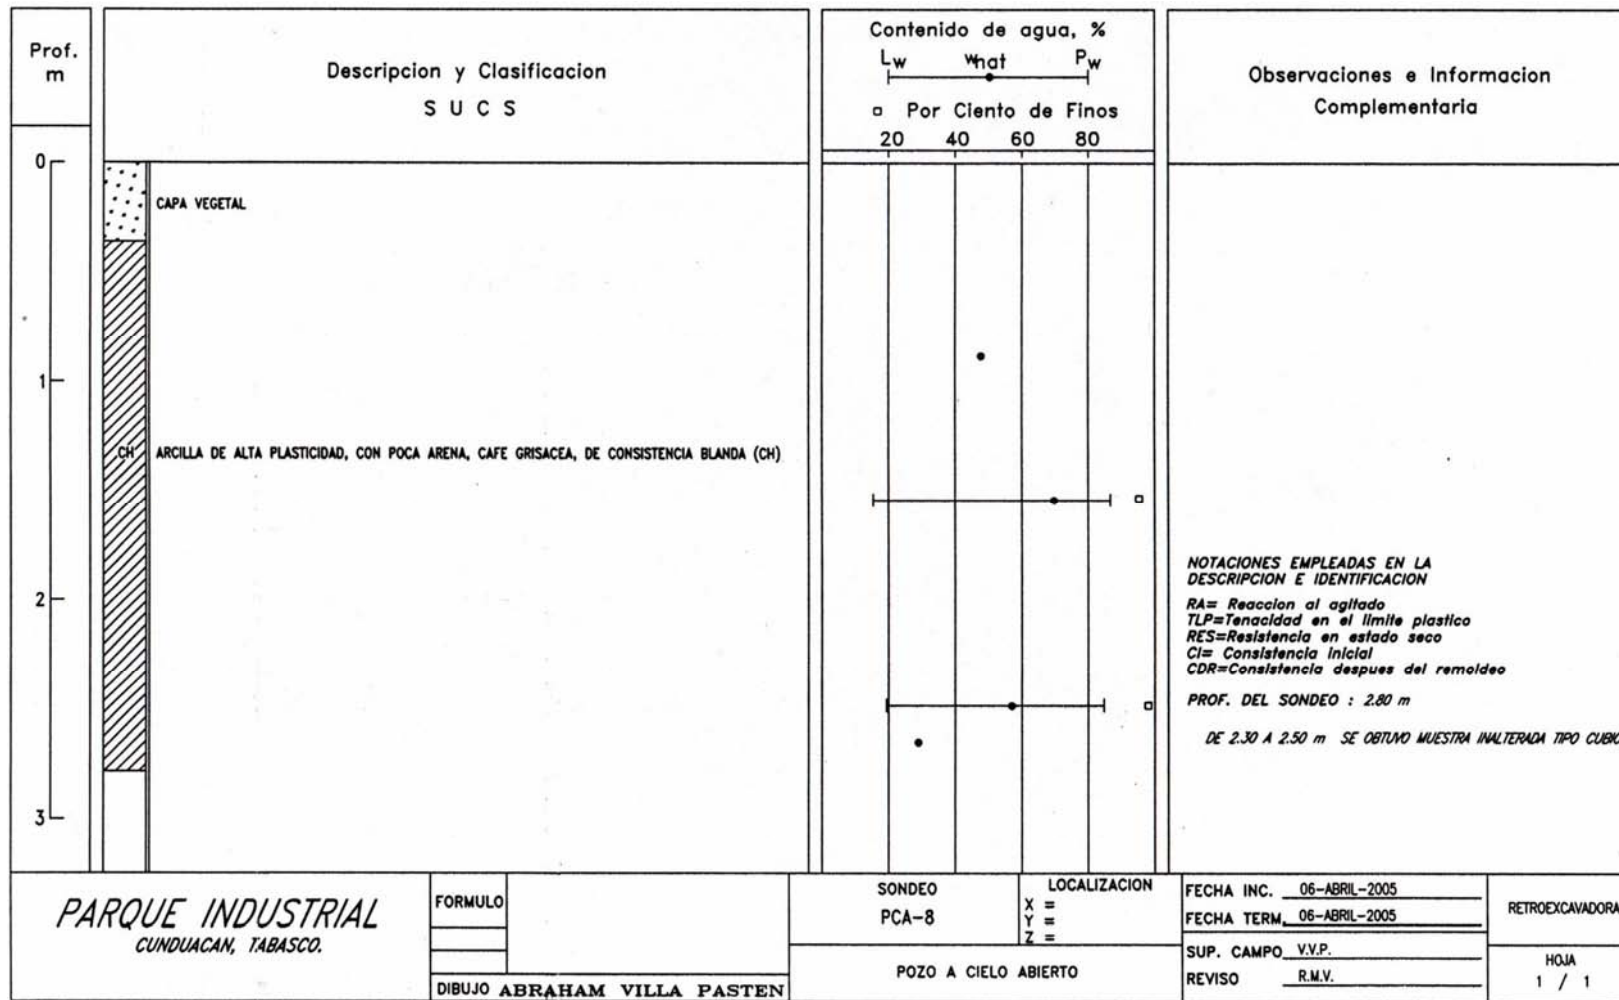 Prof.
m
Descripcion y Clasificacion
S U C S
Contenido de agua, %
Lw what Pw
Por Ciento de Finos
20 40 60 80
Observaciones e Informacion
Complementaria
0
CAPA VEGETAL
1
CH ARCILLA DE ALTA PLASTICIDAD, CON POCA ARENA, CAFE GRISACEA, DE CONSISTENCIA BLANDA (CH)
2
3
NOTACIONES EMPLEADAS EN LA
DESCRIPCION E IDENTIFICACION
RA= Reaccion al agitado
TLP=Tenacidad en el limite plastico
RES=Resistencia en estado seco
CI= Consistencia inicial
CDR=Consistencia despues del remoldeo
PROF. DEL SONDEO : 2.80 m
DE 2.30 A 2.50 m SE OBTUVO MUESTRA INALTERADA TIPO CUBIC
PARQUE INDUSTRIAL
CUNDUACAN, TABASCO.
FORMULO
DIBUJO ABRAHAM VILLA PASTEN
SONDEO
PCA-8
LOCALIZACION
X =
Y =
Z =
POZO A CIELO ABIERTO
FECHA INC. 06-ABRIL-2005
FECHA TERM. 06-ABRIL-2005
SUP. CAMPO V.V.P.
REVISO R.M.V.
RETROEXCAVADORA
HOJA
1 / 1